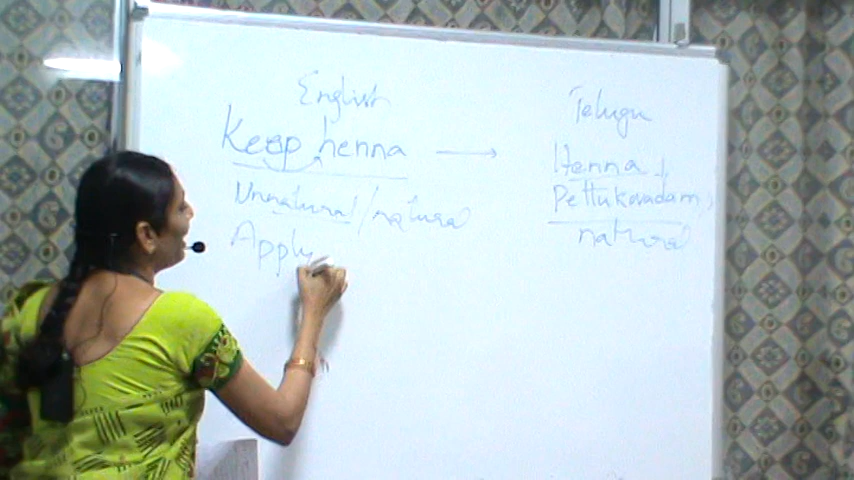 English
Keep henna →
Unnatural/natural
Apply
Telugu
Henna +
Pettukovadam,
natural